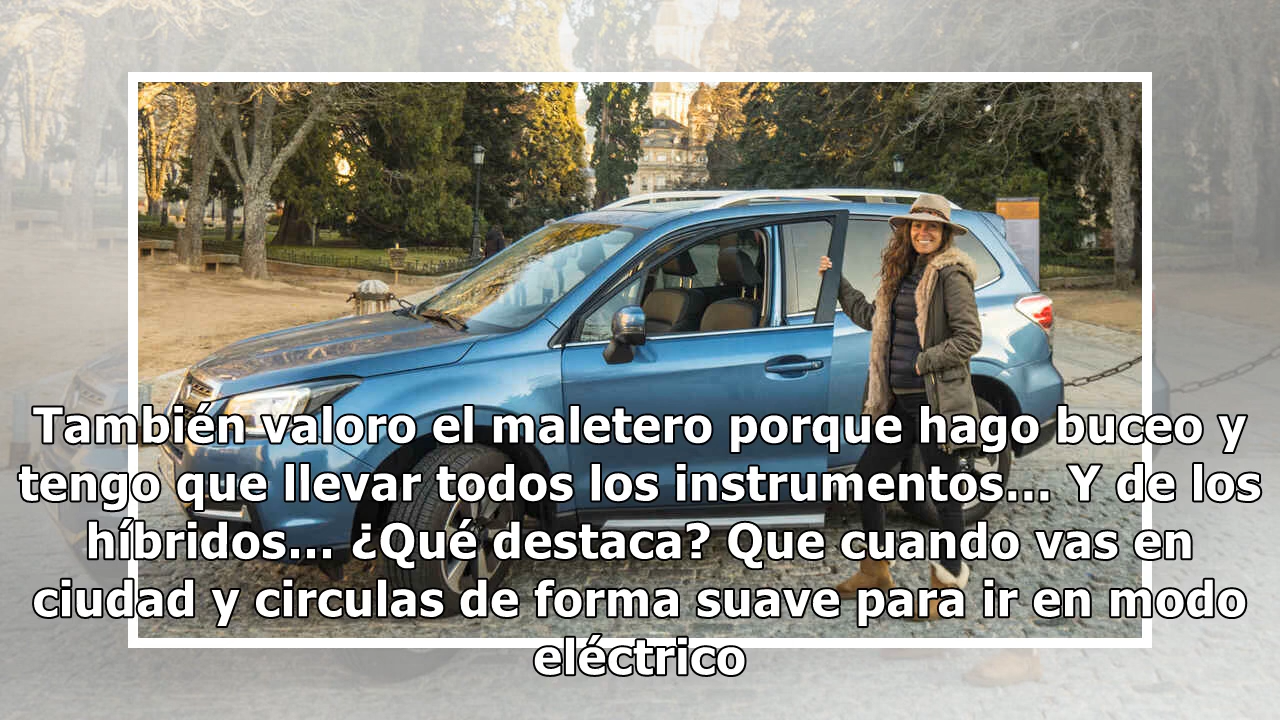 También valoro el maletero porque hago buceo y
tengo que llevar todos los instrumentos... Y de los
híbridos... ¿Qué destaca? Que cuando vas en
ciudad y circulas de forma suave para ir en modo
eléctrico